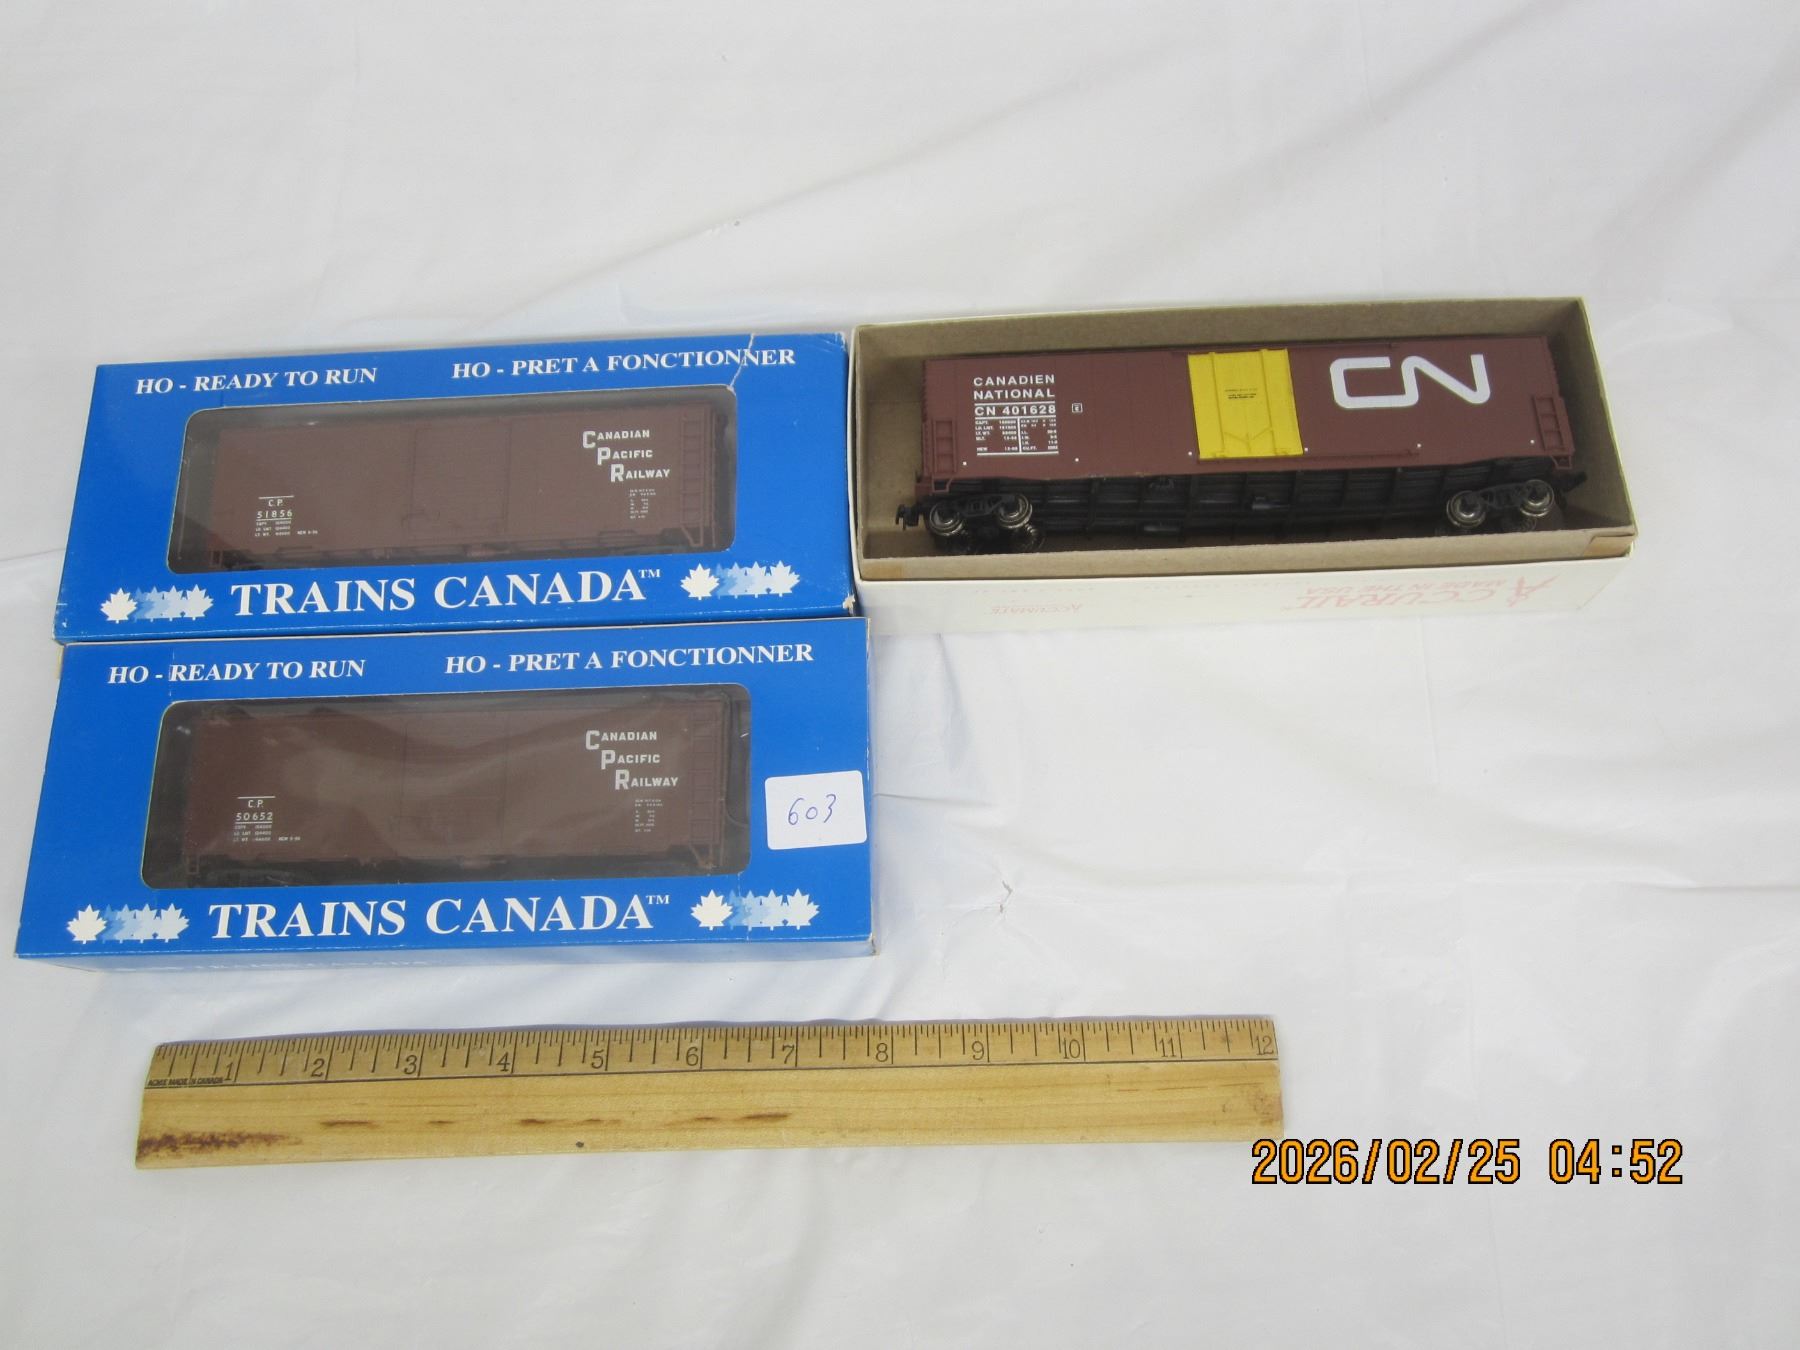 HO - READY TO RUN
HO - PRET A FONCTIONNER
CANADIAN
PACIFIC
RAILWAY
C.P.
51856
TRAINS CANADA™
HO - READY TO RUN
HO - PRET A FONCTIONNER
CANADIAN
PACIFIC
RAILWAY
C.P.
50652
603
TRAINS CANADA™
CANADIEN
NATIONAL
CN 401628
CN
ACCURAIL
MADE IN THE USA
ACCUMATE
1 2 3 4 5 6 7 8 9 10 11 12
ACME MADE IN CANADA
2026/02/25 04:52